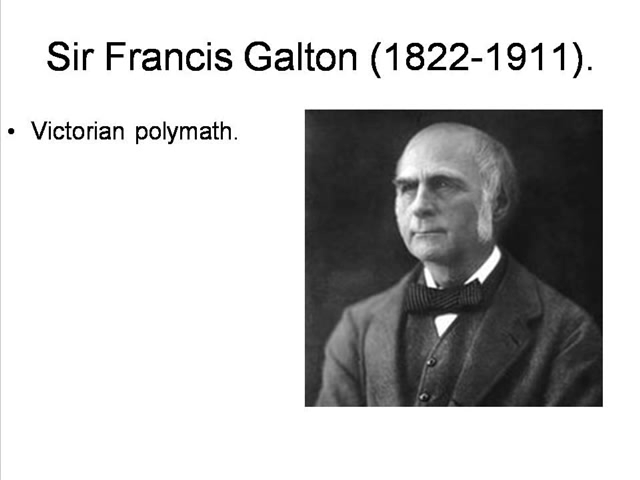 Sir Francis Galton (1822-1911).
• Victorian polymath.